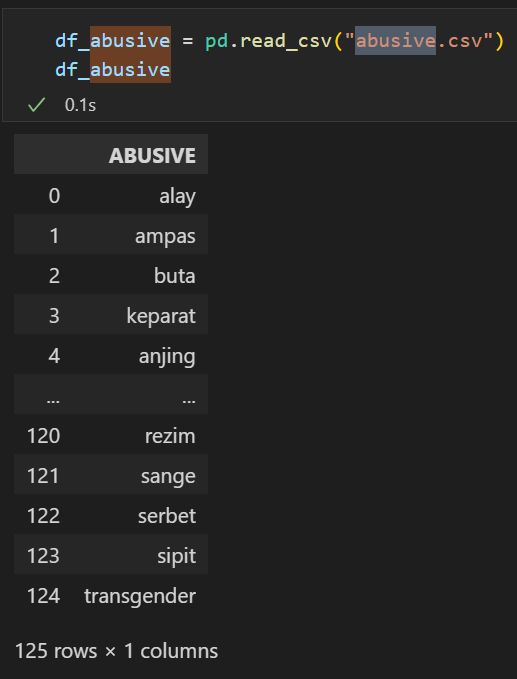 df_abusive = pd.read_csv("abusive.csv")
df_abusive
0.1s
ABUSIVE
0 alay
1 ampas
2 buta
3 keparat
4 anjing
... ...
120 rezim
121 sange
122 serbet
123 sipit
124 transgender
125 rows × 1 columns